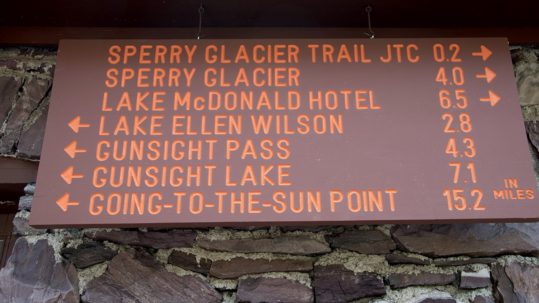 SPERRY GLACIER TRAIL JTC 0.2 →
SPERRY GLACIER 4.0 →
LAKE McDONALD HOTEL 6.5 →
← LAKE ELLEN WILSON 2.8
← GUNSIGHT PASS 4.3
← GUNSIGHT LAKE 7.1
← GOING-TO-THE-SUN POINT 15.2
IN
MILES